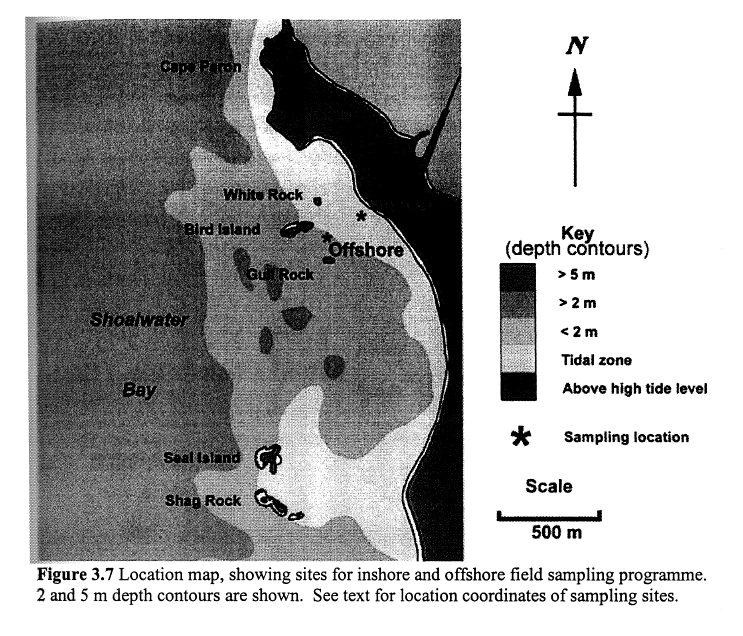 Cape Peron
N
White Rock
Bird Island
Offshore
Gull Rock
Shoalwater
Bay
Seal Island
Shag Rock
Key
(depth contours)
> 5 m
> 2 m
< 2 m
Tidal zone
Above high tide level
* Sampling location
Scale
500 m
Figure 3.7 Location map, showing sites for inshore and offshore field sampling programme.
2 and 5 m depth contours are shown. See text for location coordinates of sampling sites.